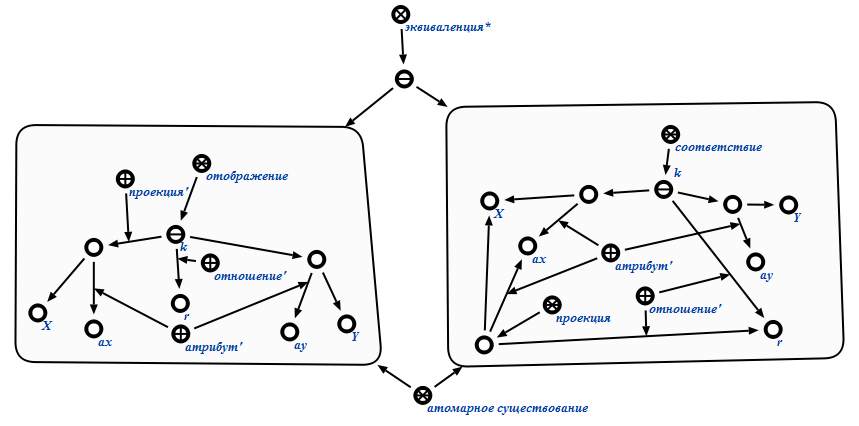 эквиваленция*
проекция'
отображение
k
отношение'
X
ax
r
атрибут'
ay
Y
соответствие
k
X
Y
ax
атрибут'
ay
проекция
отношение'
r
атомарное существование